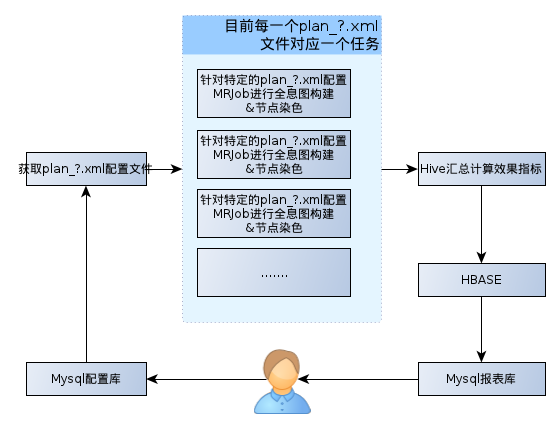 目前每一个plan_?.xml
文件对应一个任务
针对特定的plan_?.xml配置
MRJob进行全息图构建
&节点染色
针对特定的plan_?.xml配置
MRJob进行全息图构建
&节点染色
针对特定的plan_?.xml配置
MRJob进行全息图构建
&节点染色
.......
获取plan_?.xml配置文件
Hive汇总计算效果指标
HBASE
Mysql配置库
Mysql报表库